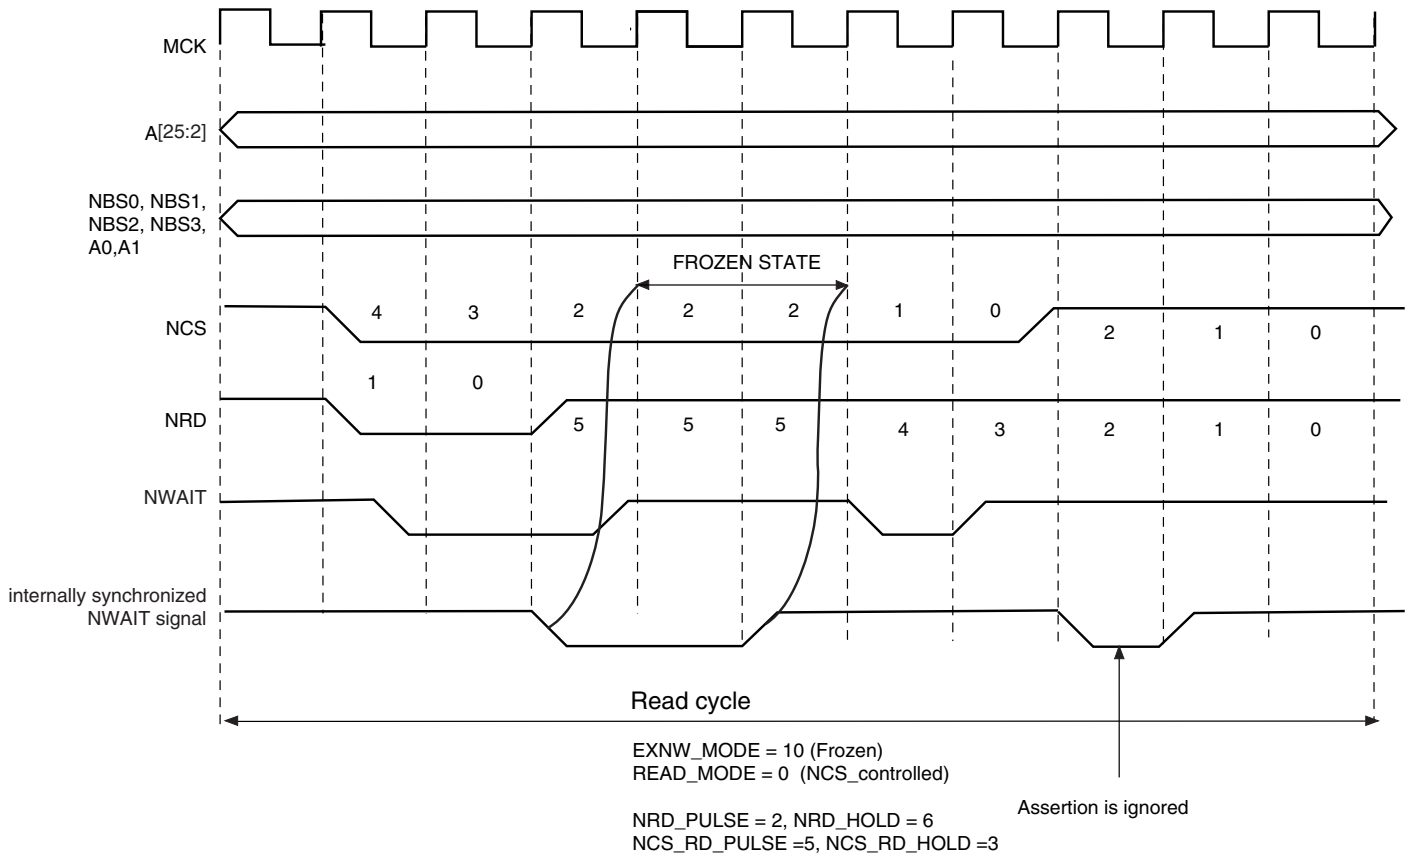 MCK
A[25:2]
NBS0, NBS1,
NBS2, NBS3,
A0,A1
FROZEN STATE
4 3 2 2 2 1 0
NCS
2 1 0
1 0
NRD
5 5 5 4 3 2 1 0
NWAIT
internally synchronized
NWAIT signal
Read cycle
EXNW_MODE = 10 (Frozen)
READ_MODE = 0 (NCS_controlled)
Assertion is ignored
NRD_PULSE = 2, NRD_HOLD = 6
NCS_RD_PULSE =5, NCS_RD_HOLD =3